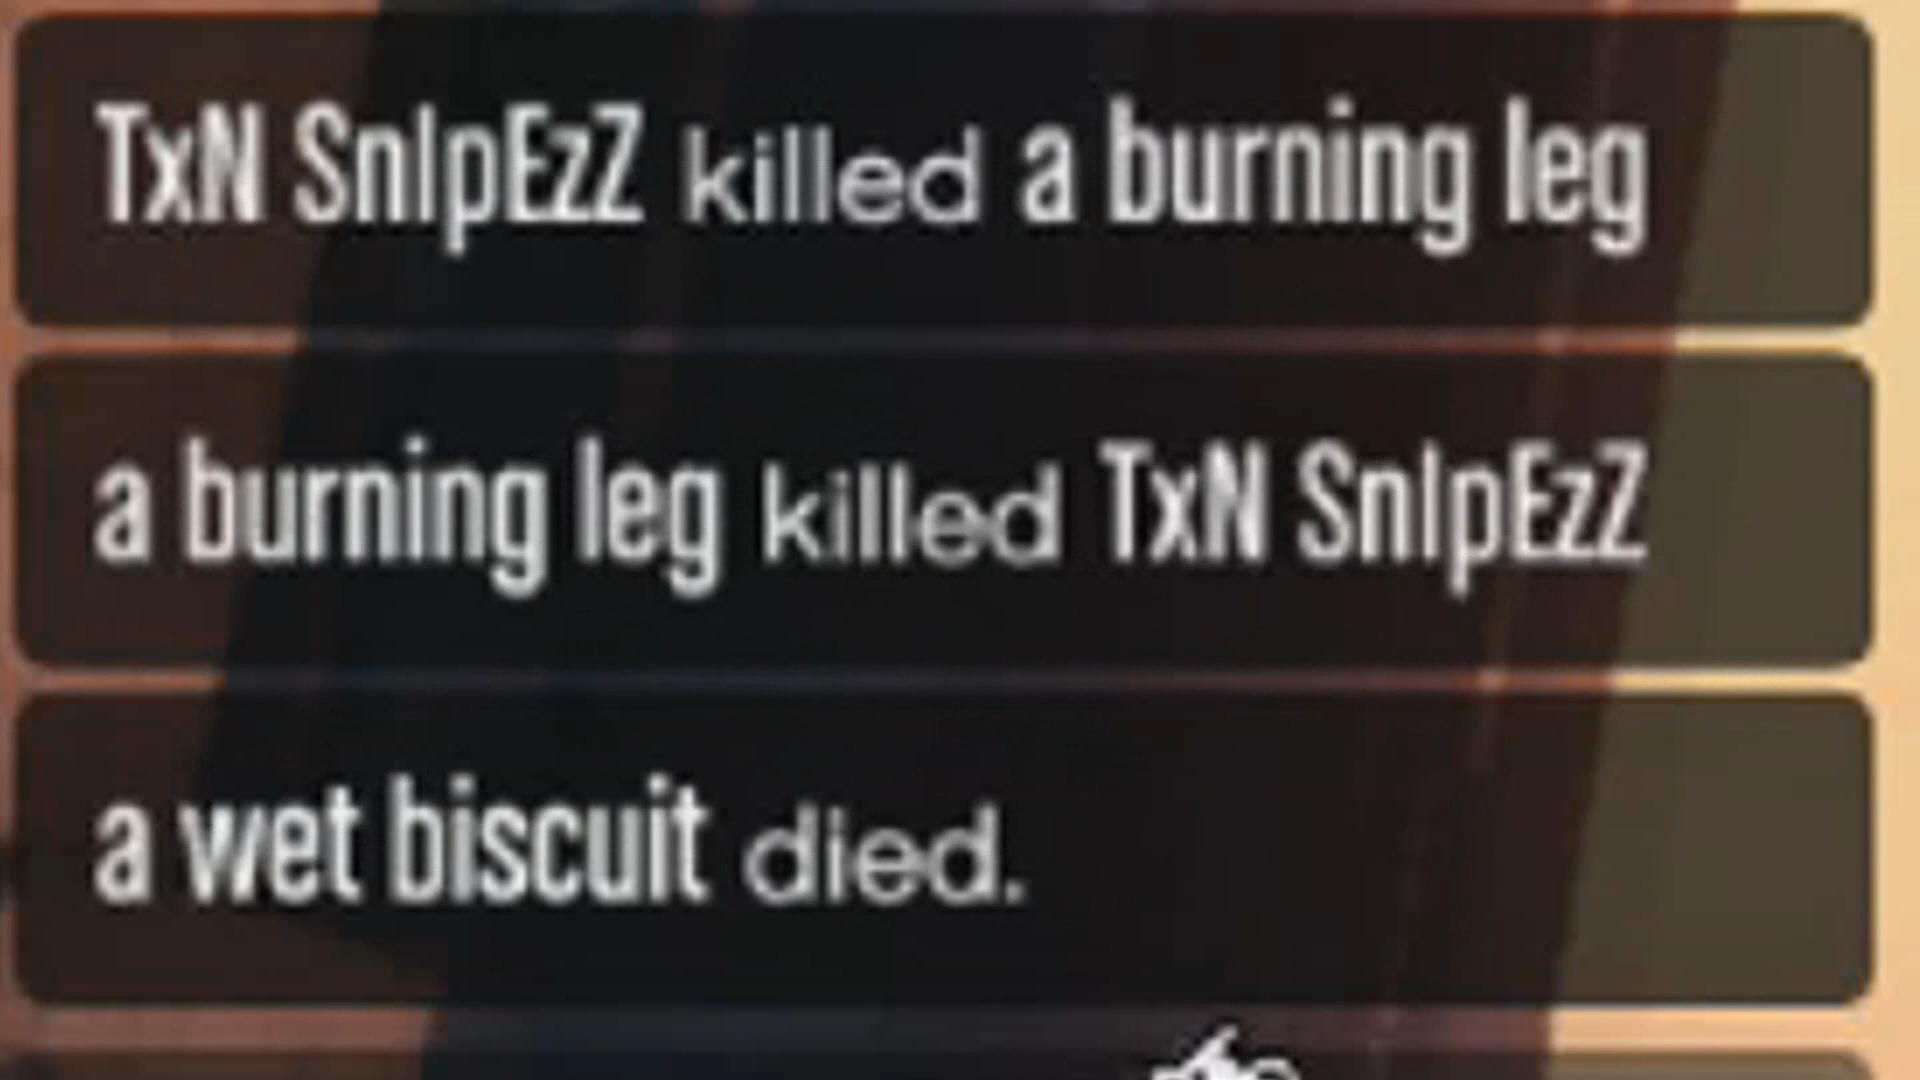 TxN SnIpEzZ killed a burning leg
a burning leg killed TxN SnIpEzZ
a wet biscuit died.